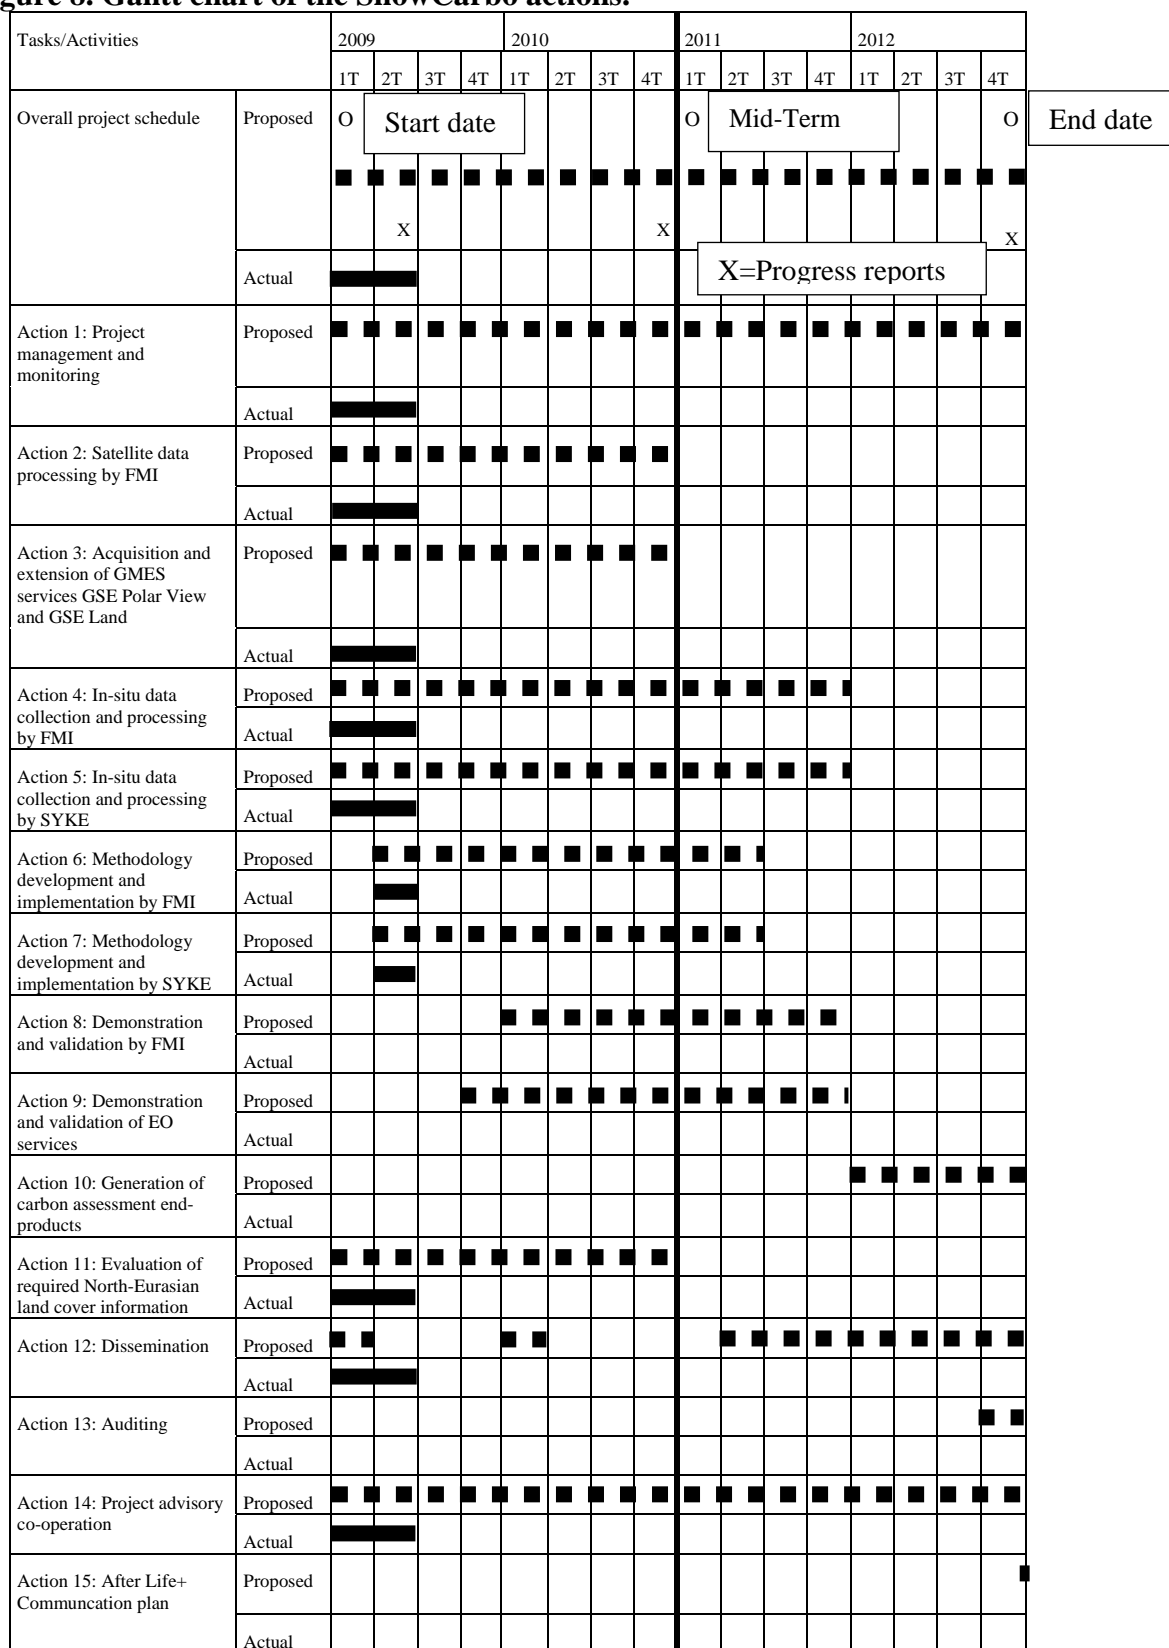 gure 8. Gantt chart of the SnowCarbo actions.
Tasks/Activities 2009 2010 2011 2012
1T 2T 3T 4T 1T 2T 3T 4T 1T 2T 3T 4T 1T 2T 3T 4T
Overall project schedule Proposed O Start date O Mid-Term O End date
X X X
X=Progress reports
Actual
Action 1: Project
management and
monitoring
Proposed
Actual
Action 2: Satellite data
processing by FMI
Proposed
Actual
Action 3: Acquisition and
extension of GMES
services GSE Polar View
and GSE Land
Proposed
Actual
Action 4: In-situ data
collection and processing
by FMI
Proposed
Actual
Action 5: In-situ data
collection and processing
by SYKE
Proposed
Actual
Action 6: Methodology
development and
implementation by FMI
Proposed
Actual
Action 7: Methodology
development and
implementation by SYKE
Proposed
Actual
Action 8: Demonstration
and validation by FMI
Proposed
Actual
Action 9: Demonstration
and validation of EO
services
Proposed
Actual
Action 10: Generation of
carbon assessment end-
products
Proposed
Actual
Action 11: Evaluation of
required North-Eurasian
land cover information
Proposed
Actual
Action 12: Dissemination
Proposed
Actual
Action 13: Auditing
Proposed
Actual
Action 14: Project advisory
co-operation
Proposed
Actual
Action 15: After Life+
Communcation plan
Proposed
Actual